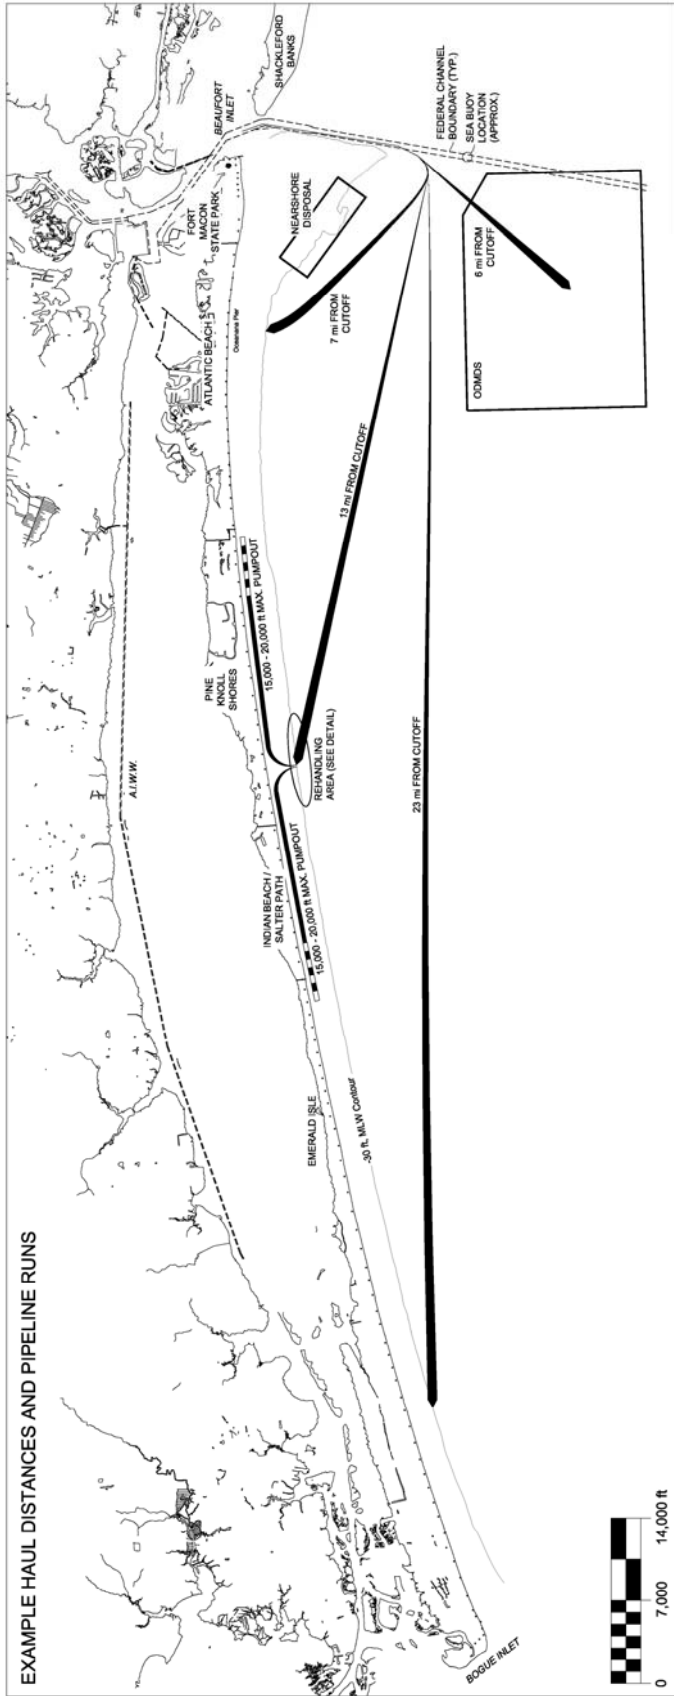 EXAMPLE HAUL DISTANCES AND PIPELINE RUNS
A.I.W.W.
BEAUFORT
INLET
SHACKLEFORD
BANKS
FORT
MACON
STATE PARK
ATLANTIC BEACH
Oceanana Pier
NEARSHORE
DISPOSAL
FEDERAL CHANNEL
BOUNDARY (TYP.)
SEA BUOY
LOCATION
(APPROX.)
PINE
KNOLL
SHORES
15,000 - 20,000 ft MAX. PUMPOUT
7 mi FROM
CUTOFF
6 mi FROM
CUTOFF
ODMDS
13 mi FROM CUTOFF
INDIAN BEACH /
SALTER PATH
15,000 - 20,000 ft MAX. PUMPOUT
REHANDLING
AREA (SEE DETAIL)
23 mi FROM CUTOFF
EMERALD ISLE
-30 ft. MLW Contour
BOGUE INLET
0
7,000
14,000 ft